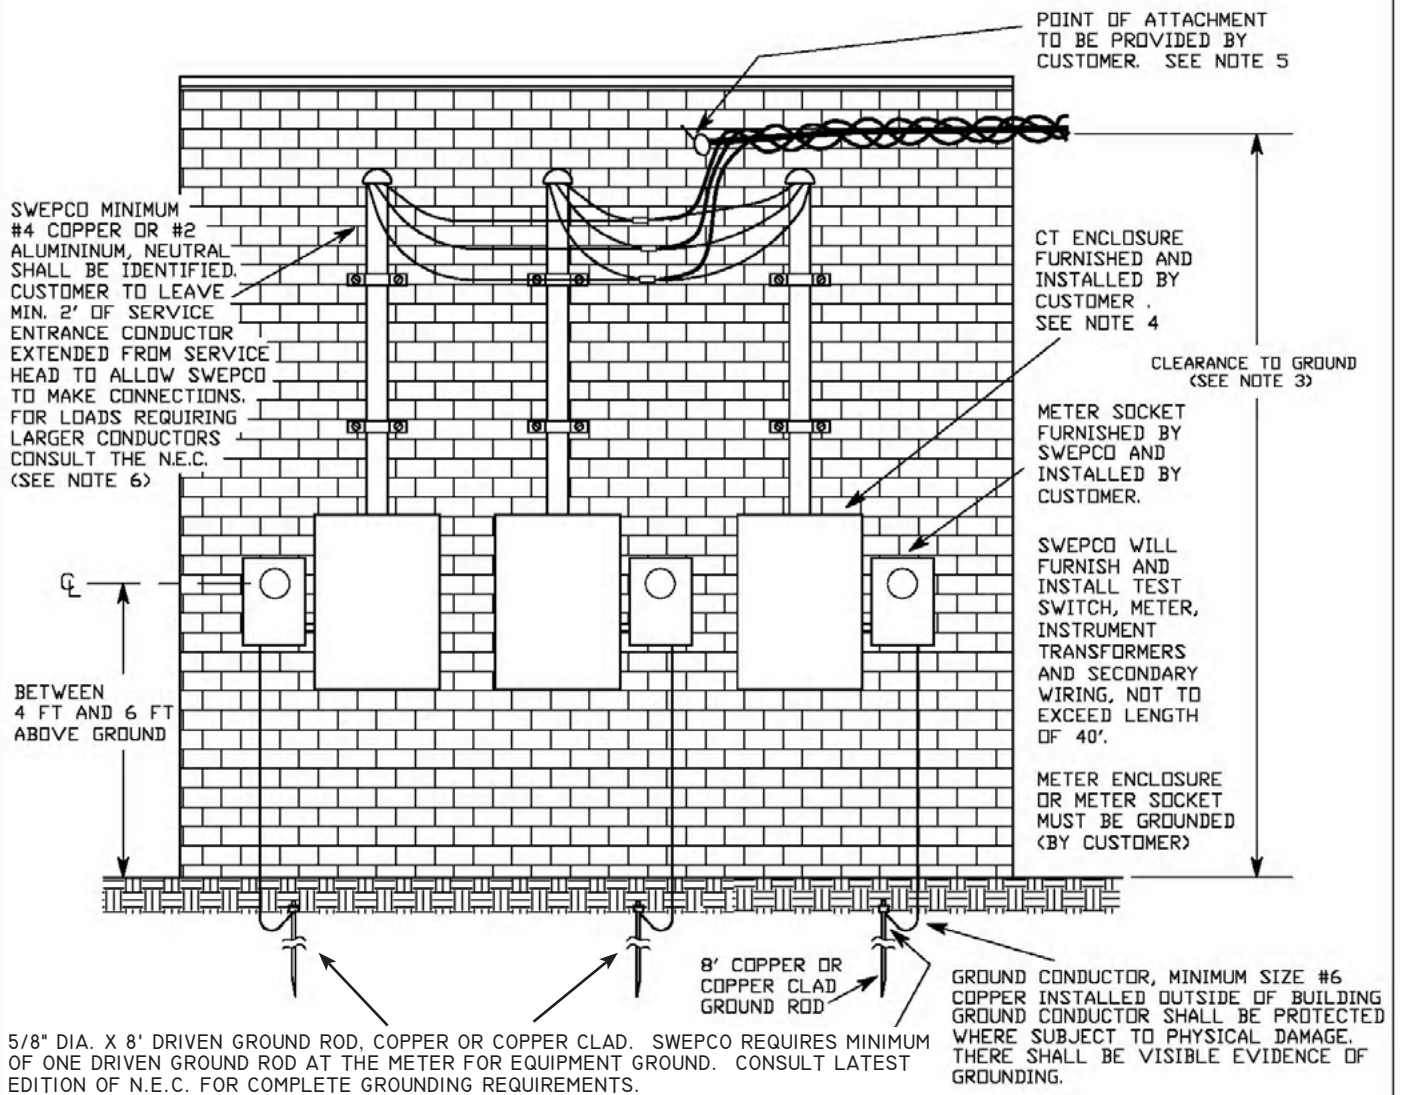 POINT OF ATTACHMENT
TO BE PROVIDED BY
CUSTOMER. SEE NOTE 5
SWEPCO MINIMUM
#4 COPPER OR #2
ALUMININUM, NEUTRAL
SHALL BE IDENTIFIED.
CUSTOMER TO LEAVE
MIN. 2' OF SERVICE
ENTRANCE CONDUCTOR
EXTENDED FROM SERVICE
HEAD TO ALLOW SWEPCO
TO MAKE CONNECTIONS.
FOR LOADS REQUIRING
LARGER CONDUCTORS
CONSULT THE N.E.C.
(SEE NOTE 6)
CT ENCLOSURE
FURNISHED AND
INSTALLED BY
CUSTOMER .
SEE NOTE 4
CLEARANCE TO GROUND
(SEE NOTE 3)
METER SOCKET
FURNISHED BY
SWEPCO AND
INSTALLED BY
CUSTOMER.
SWEPCO WILL
FURNISH AND
INSTALL TEST
SWITCH, METER,
INSTRUMENT
TRANSFORMERS
AND SECONDARY
WIRING, NOT TO
EXCEED LENGTH
OF 40'.
METER ENCLOSURE
OR METER SOCKET
MUST BE GROUNDED
(BY CUSTOMER)
℄
BETWEEN
4 FT AND 6 FT
ABOVE GROUND
8' COPPER OR
COPPER CLAD
GROUND ROD
GROUND CONDUCTOR, MINIMUM SIZE #6
COPPER INSTALLED OUTSIDE OF BUILDING
GROUND CONDUCTOR SHALL BE PROTECTED
WHERE SUBJECT TO PHYSICAL DAMAGE.
THERE SHALL BE VISIBLE EVIDENCE OF
GROUNDING.
5/8" DIA. X 8' DRIVEN GROUND ROD, COPPER OR COPPER CLAD. SWEPCO REQUIRES MINIMUM
OF ONE DRIVEN GROUND ROD AT THE METER FOR EQUIPMENT GROUND. CONSULT LATEST
EDITION OF N.E.C. FOR COMPLETE GROUNDING REQUIREMENTS.